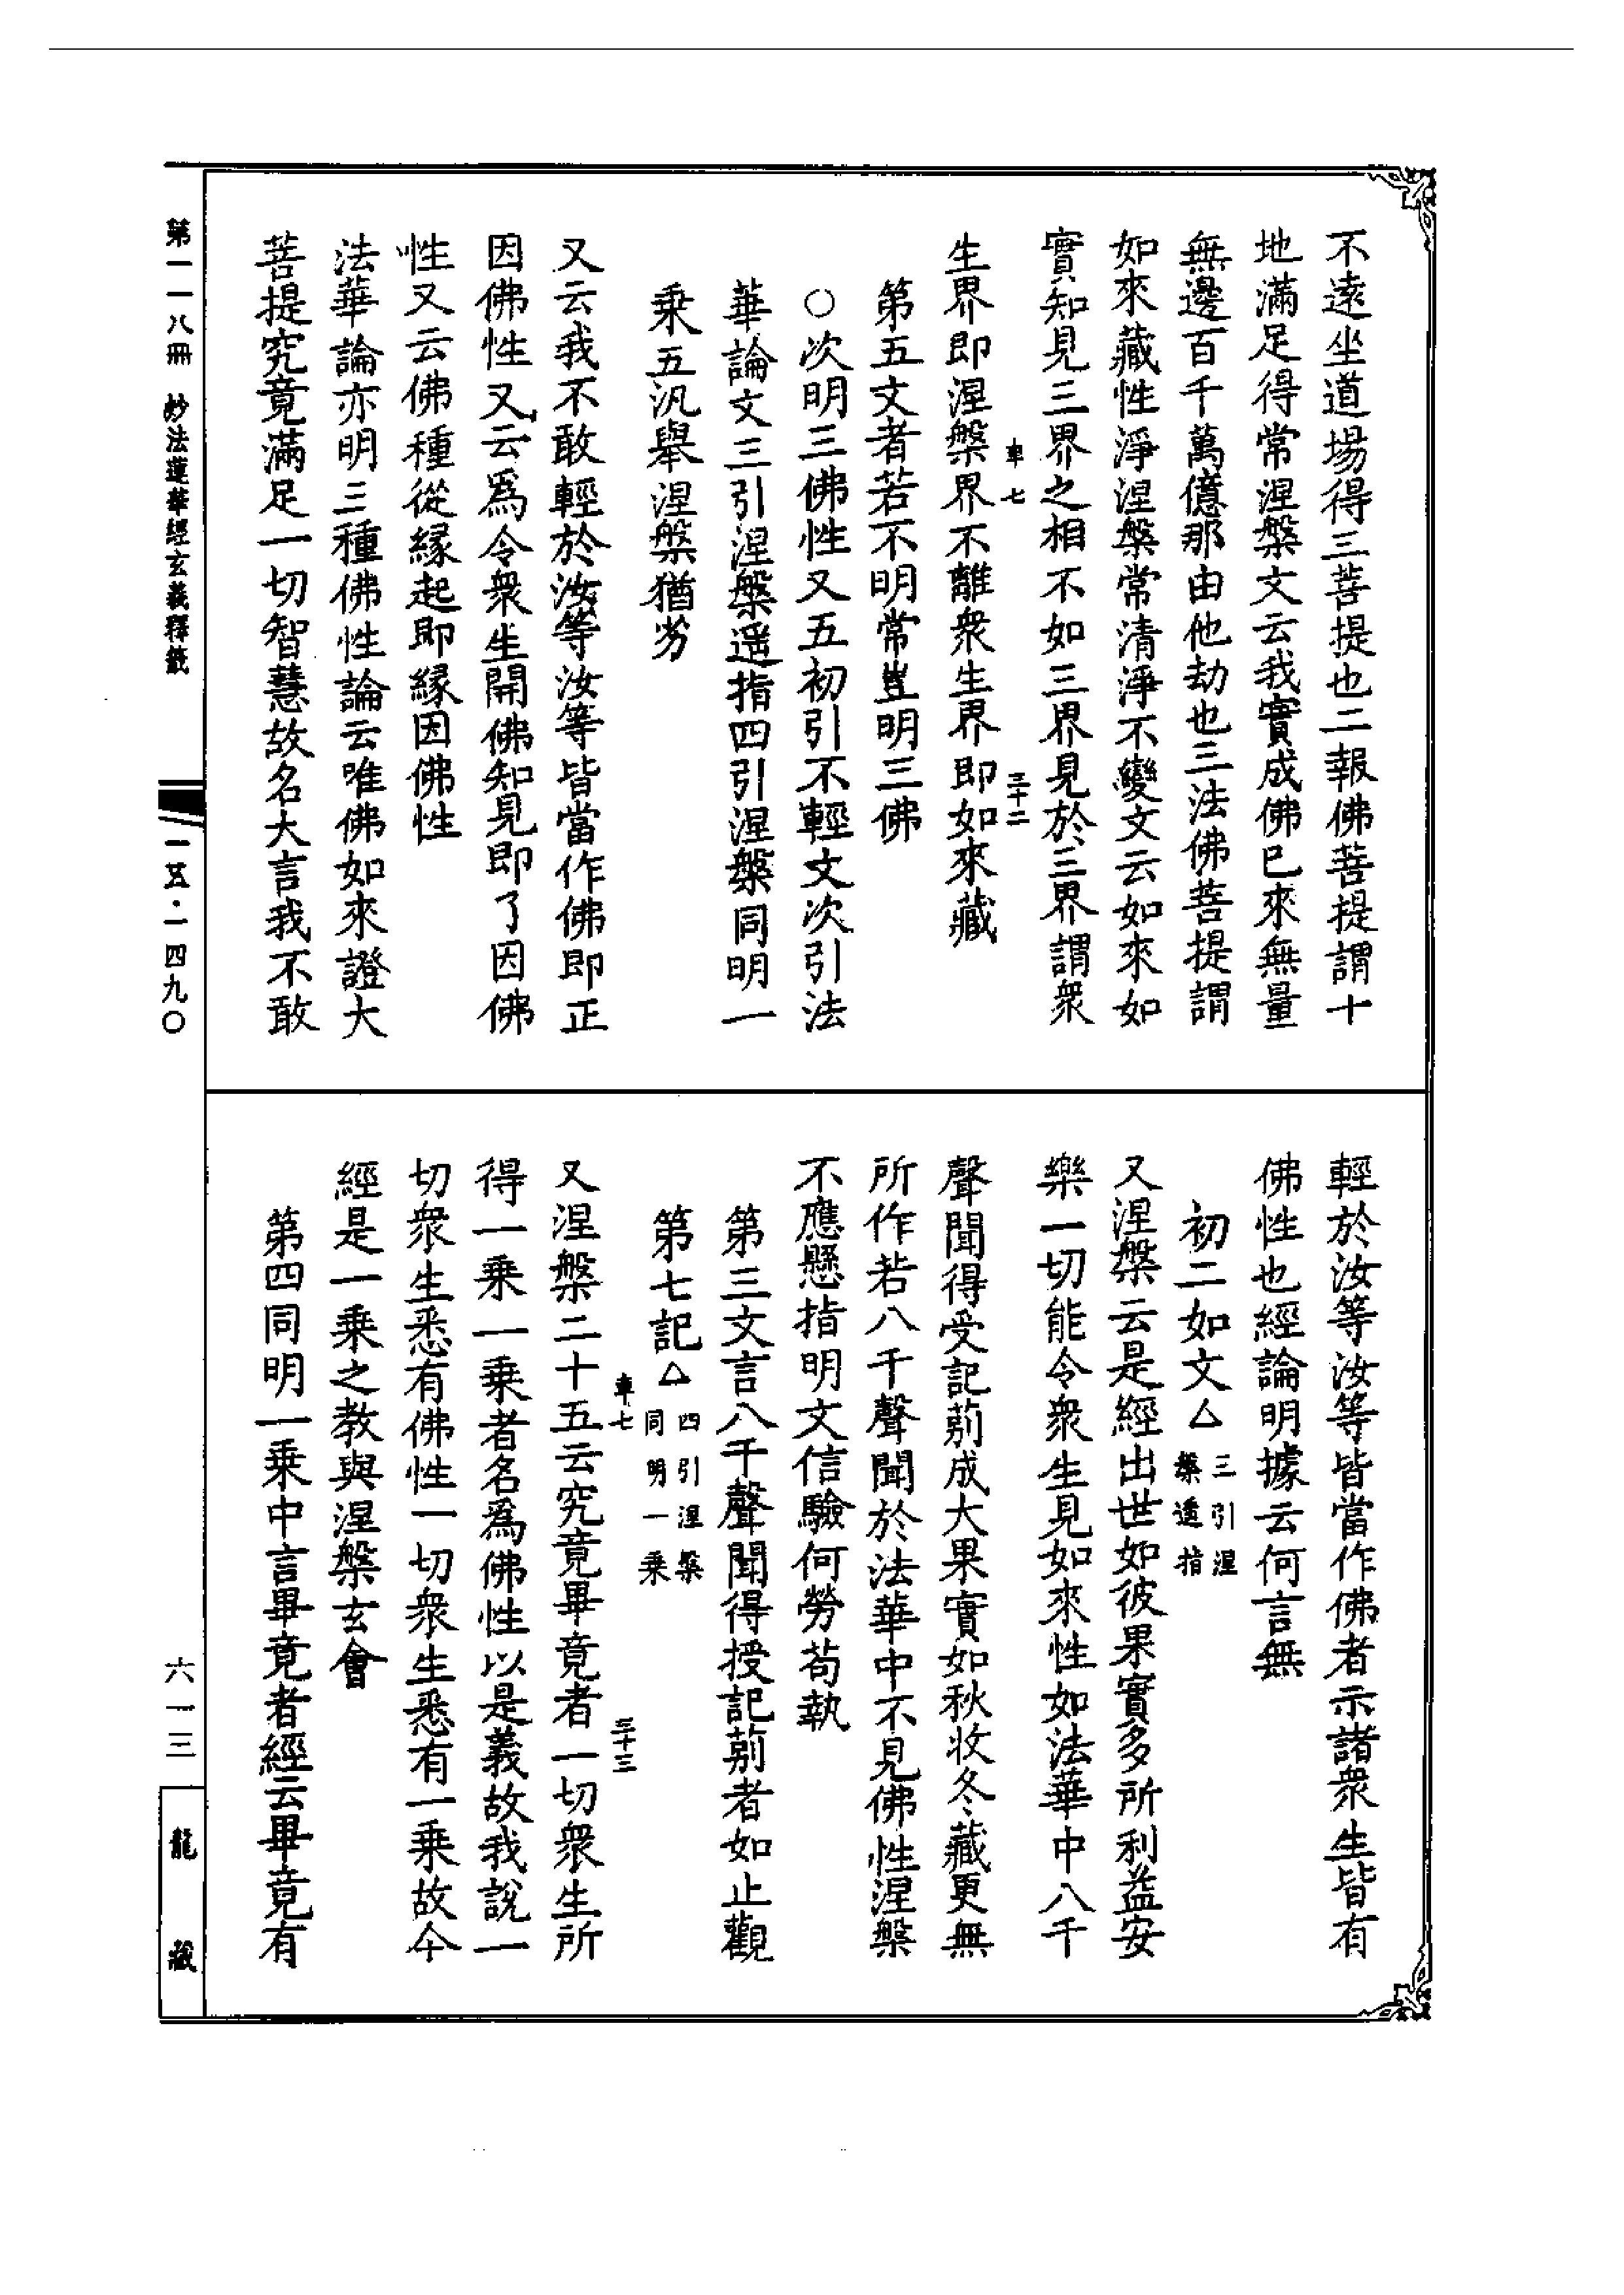 不遠坐道場得三菩提也二報佛菩提謂十
地滿足得常涅槃文云我實成佛已來無量
無邊百千萬億那由他劫也三法佛菩提謂
如來藏性淨涅槃常清淨不變文云如來如
實知見三界之相不如三界見於三界謂衆
車七
三十二
生界即涅槃界不離衆生界即如來藏
第五文者若不明常豈明三佛
○次明三佛性又五初引不輕文次引法
華論文三引涅槃遥指四引涅槃同明一
乘五汎舉涅槃猶劣
又云我不敢輕於汝等汝等皆當作佛即正
因佛性又云爲令衆生開佛知見即了因佛
性又云佛種從緣起即緣因佛性
法華論亦明三種佛性論云唯佛如來證大
菩提究竟滿足一切智慧故名大言我不敢
輕於汝等汝等皆當作佛者示諸衆生皆有
佛性也經論明據云何言無
初二如文△三引涅槃遥指
又涅槃云是經出世如彼果實多所利益安
樂一切能令衆生見如來性如法華中八千
聲聞得受記莂成大果實如秋收冬藏更無
所作若八千聲聞於法華中不見佛性涅槃
不應懸指明文信驗何勞苟執
第三文言八千聲聞得授記莂者如止觀
第七記△四引涅槃同明一乘
車七
三十三
又涅槃二十五云究竟畢竟者一切衆生所
得一乘一乘者名爲佛性以是義故我說一
切衆生悉有佛性一切衆生悉有一乘故今
經是一乘之教與涅槃玄會
第四同明一乘中言畢竟者經云畢竟有
第一一八冊 妙法蓮華經玄義釋籤
一五·一四九〇
六一三
龍藏